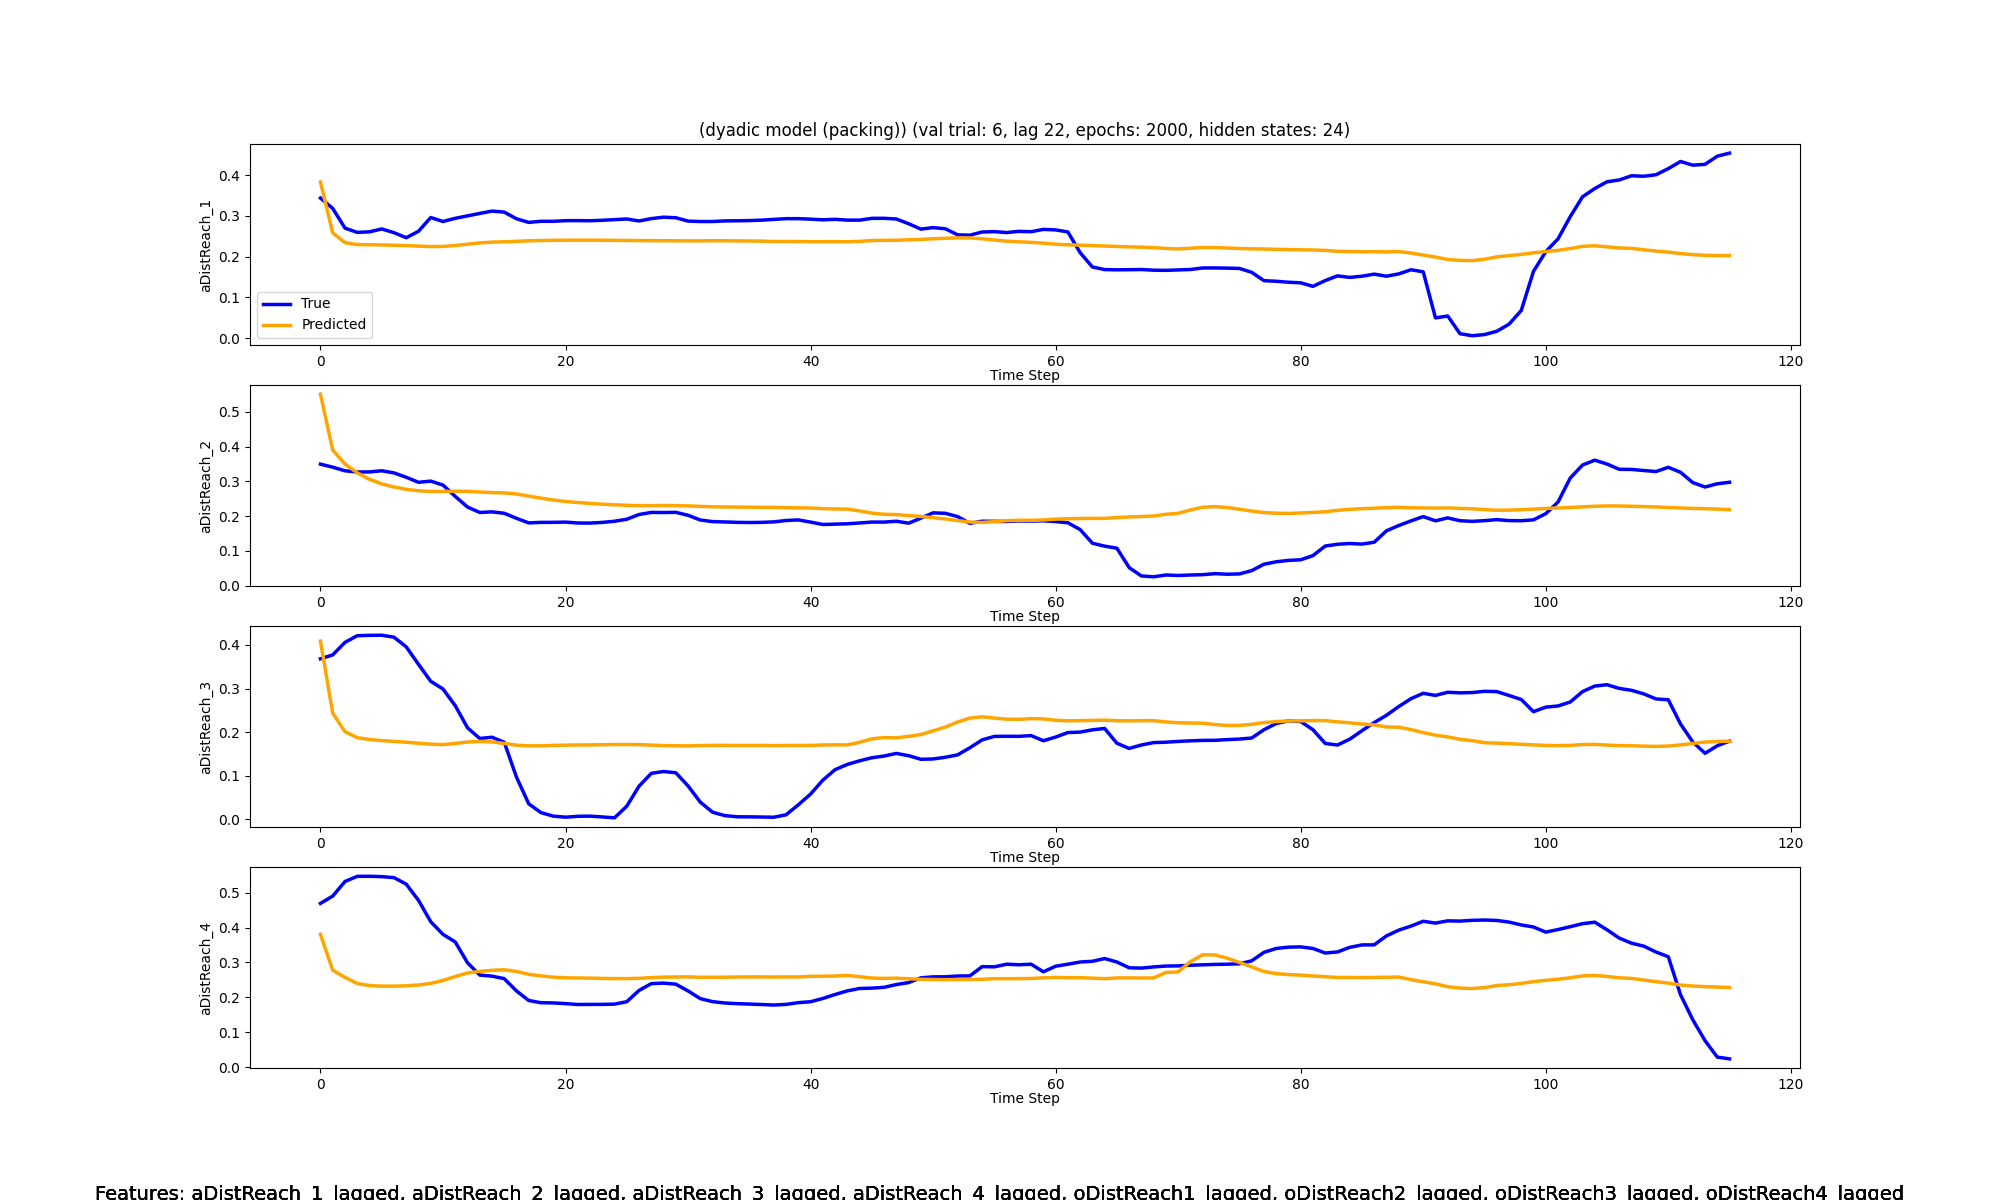 (dyadic model (packing)) (val trial: 6, lag 22, epochs: 2000, hidden states: 24)
aDistReach_1
0.4
0.3
0.2
0.1
0.0
True
Predicted
0 20 40 60 80 100 120
Time Step
aDistReach_2
0.5
0.4
0.3
0.2
0.1
0.0
0 20 40 60 80 100 120
Time Step
aDistReach_3
0.4
0.3
0.2
0.1
0.0
0 20 40 60 80 100 120
Time Step
aDistReach_4
0.5
0.4
0.3
0.2
0.1
0.0
0 20 40 60 80 100 120
Time Step
Features: aDistReach_1_lagged, aDistReach_2_lagged, aDistReach_3_lagged, aDistReach_4_lagged, oDistReach1_lagged, oDistReach2_lagged, oDistReach3_lagged, oDistReach4_lagged